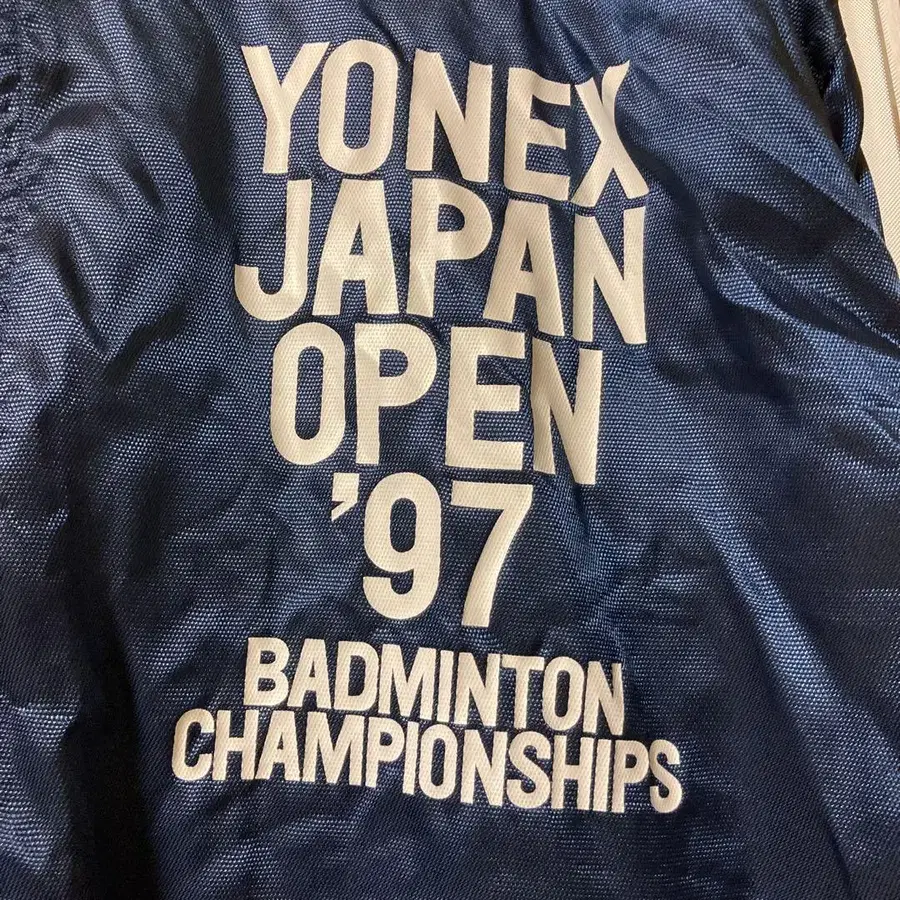 YONEX
JAPAN
OPEN
'97
BADMINTON
CHAMPIONSHIPS